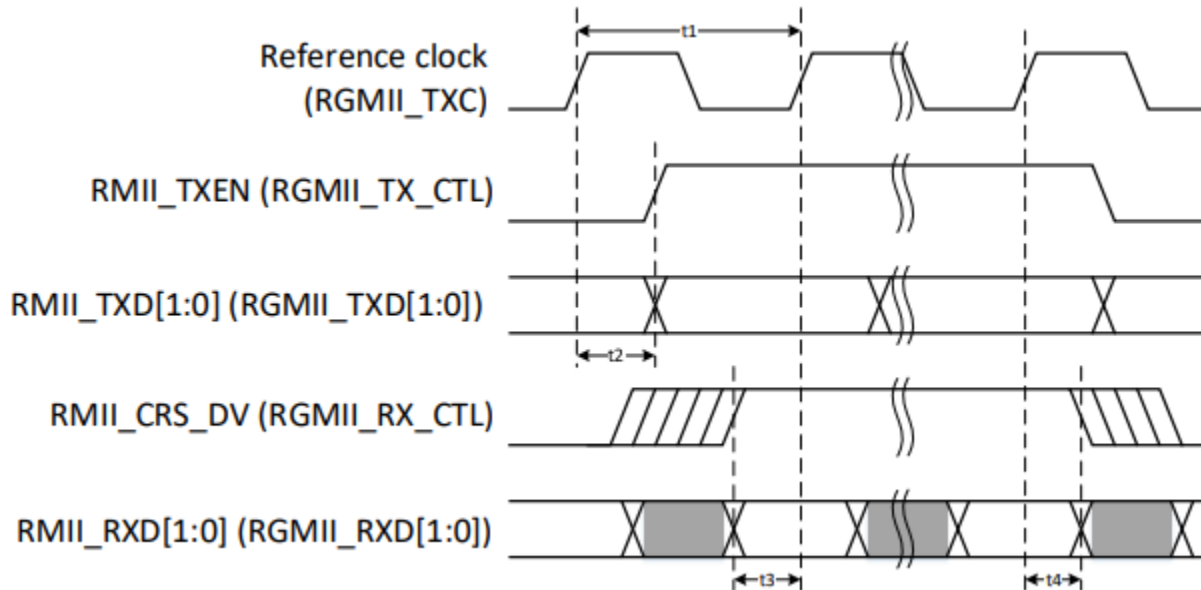 t1
Reference clock
(RGMII_TXC)
RMII_TXEN (RGMII_TX_CTL)
RMII_TXD[1:0] (RGMII_TXD[1:0])
t2
RMII_CRS_DV (RGMII_RX_CTL)
RMII_RXD[1:0] (RGMII_RXD[1:0])
t3
t4